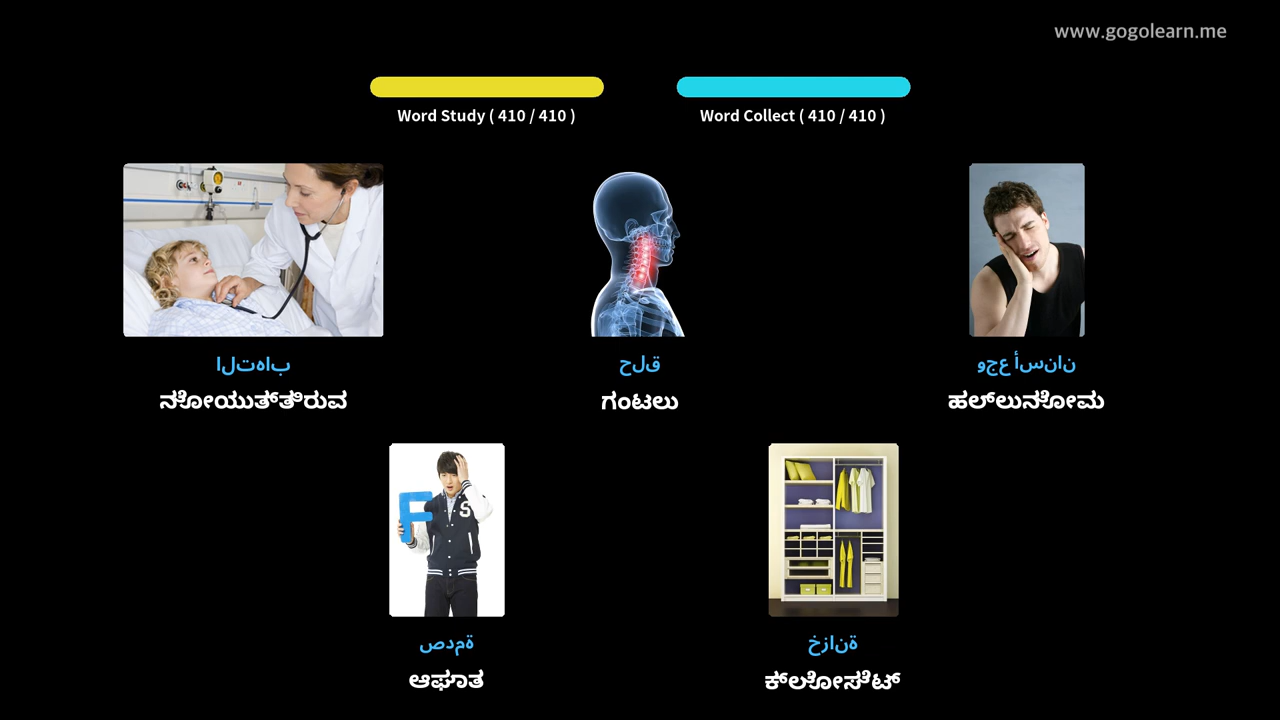 www.gogolearn.me
Word Study ( 410 / 410 )
Word Collect ( 410 / 410 )
التهاب
ನೋಯುತ್ತಿರುವ
حلق
ಗಂಟಲು
وجع أسنان
ಹಲ್ಲುನೋವು
صدمة
ಆಘಾತ
خزانة
ಕ್ಲೋಸೆಟ್